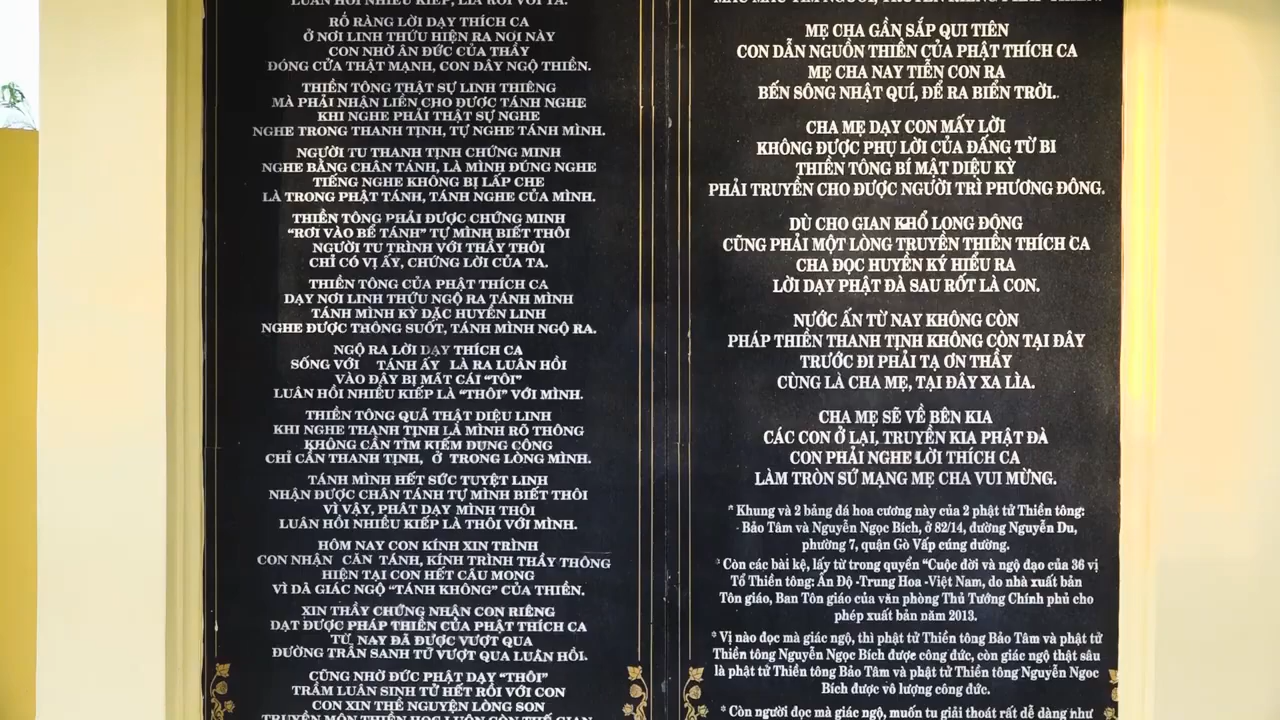 LUÂN HỒI NHIỀU KIẾP, LÌA RỜI VỚI TA.
RỐ RÀNG LỜI DẠY THÍCH CA
Ở NƠI LINH THỨU HIỆN RA NƠI NÀY
CON NHỜ ÂN ĐỨC CỦA THẦY
ĐÓNG CỬA THẬT MẠNH, CON ĐÂY NGỘ THIỀN.
THIỀN TÔNG THẬT SỰ LINH THIÊNG
MÀ PHẢI NHẬN LIỀN CHO ĐƯỢC TÁNH NGHE
KHI NGHE PHẢI THẬT SỰ NGHE
NGHE TRONG THANH TỊNH, TỰ NGHE TÁNH MÌNH.
NGƯỜI TU THANH TỊNH CHỨNG MINH
NGHE BẰNG CHÂN TÁNH, LÀ MÌNH ĐÚNG NGHE
TIẾNG NGHE KHÔNG BỊ LẤP CHE
LÀ TRONG PHẬT TÁNH, TÁNH NGHE CỦA MÌNH.
THIỀN TÔNG PHẢI ĐƯỢC CHỨNG MINH
“RƠI VÀO BỂ TÁNH” TỰ MÌNH BIẾT THÔI
NGƯỜI TU TRÌNH VỚI THẦY THÔI
CHỈ CÓ VỊ ẤY, CHỨNG LỜI CỦA TA.
THIỀN TÔNG CỦA PHẬT THÍCH CA
DẠY NƠI LINH THỨU NGỘ RA TÁNH MÌNH
TÁNH MÌNH KỲ ĐẶC HUYỀN LINH
NGHE ĐƯỢC THÔNG SUỐT, TÁNH MÌNH NGỘ RA.
NGỘ RA LỜI DẠY THÍCH CA
SỐNG VỚI TÁNH ẤY LÀ RA LUÂN HỒI
VÀO ĐÂY BỊ MẤT CÁI “TÔI”
LUÂN HỒI NHIỀU KIẾP LÀ “THÔI” VỚI MÌNH.
THIỀN TÔNG QUẢ THẬT DIỆU LINH
KHI NGHE THANH TỊNH LÀ MÌNH RÕ THÔNG
KHÔNG CẦN TÌM KIẾM DỤNG CÔNG
CHỈ CẦN THANH TỊNH, Ở TRONG LÒNG MÌNH.
TÁNH MÌNH HẾT SỨC TUYỆT LINH
NHẬN ĐƯỢC CHÂN TÁNH TỰ MÌNH BIẾT THÔI
VÌ VẬY, PHẬT DẠY MÌNH THÔI
LUÂN HỒI NHIỀU KIẾP LÀ THÔI VỚI MÌNH.
HÔM NAY CON KÍNH XIN TRÌNH
CON NHẬN CĂN TÁNH, KÍNH TRÌNH THẦY THÔNG
HIỆN TẠI CON HẾT CẦU MONG
VÌ ĐÃ GIÁC NGỘ “TÁNH KHÔNG” CỦA THIỀN.
XIN THẦY CHỨNG NHẬN CON RIÊNG
ĐẠT ĐƯỢC PHÁP THIỀN CỦA PHẬT THÍCH CA
TỪ NAY ĐÃ ĐƯỢC VƯỢT QUA
ĐƯỜNG TRẦN SANH TỬ VƯỢT QUA LUÂN HỒI.
CŨNG NHỜ ĐỨC PHẬT DẠY “THÔI”
TRẦM LUÂN SINH TỬ HẾT RỒI VỚI CON
CON XIN THỀ NGUYỆN LÒNG SON
TRUYỀN MÔN THIỀN HỌC LUÔN CÒN THẾ GIAN
MẸ CHA GẦN SẮP QUI TIÊN
CON DẪN NGUỒN THIỀN CỦA PHẬT THÍCH CA
MẸ CHA NAY TIỄN CON RA
BẾN SÔNG NHẬT QUÍ, ĐỂ RA BIỂN TRỜI.
CHA MẸ DẠY CON MẤY LỜI
KHÔNG ĐƯỢC PHỤ LỜI CỦA ĐẤNG TỪ BI
THIỀN TÔNG BÍ MẬT DIỆU KỲ
PHẢI TRUYỀN CHO ĐƯỢC NGƯỜI TRÌ PHƯƠNG ĐÔNG.
DÙ CHO GIAN KHỔ LONG ĐỘNG
CŨNG PHẢI MỘT LÒNG TRUYỀN THIỀN THÍCH CA
CHA ĐỌC HUYỀN KÝ HIỂU RA
LỜI DẠY PHẬT ĐÀ SAU RỐT LÀ CON.
NƯỚC ẤN TỪ NAY KHÔNG CÒN
PHÁP THIỀN THANH TỊNH KHÔNG CÒN TẠI ĐÂY
TRƯỚC ĐI PHẢI TẠ ƠN THẦY
CÙNG LÀ CHA MẸ, TẠI ĐÂY XA LÌA.
CHA MẸ SẼ VỀ BÊN KIA
CÁC CON Ở LẠI, TRUYỀN KIA PHẬT ĐÀ
CON PHẢI NGHE LỜI THÍCH CA
LÀM TRÒN SỨ MẠNG MẸ CHA VUI MỪNG.
* Khung và 2 bảng đá hoa cương này của 2 phật tử Thiền tông:
Bảo Tâm và Nguyễn Ngọc Bích, ở 82/14, đường Nguyễn Du,
phường 7, quận Gò Vấp cúng dường.
* Còn các bài kệ, lấy từ trong quyển “Cuộc đời và ngộ đạo của 36 vị
Tổ Thiền tông: Ấn Độ -Trung Hoa -Việt Nam, do nhà xuất bản
Tôn giáo, Ban Tôn giáo của văn phòng Thủ Tướng Chính phủ cho
phép xuất bản năm 2013.
* Vị nào đọc mà giác ngộ, thì phật tử Thiền tông Bảo Tâm và phật tử
Thiền tông Nguyễn Ngọc Bích được công đức, còn giác ngộ thật sâu
là phật tử Thiền tông Bảo Tâm và phật tử Thiền tông Nguyễn Ngọc
Bích được vô lượng công đức.
* Còn người đọc mà giác ngộ, muốn tu giải thoát rất dễ dàng như